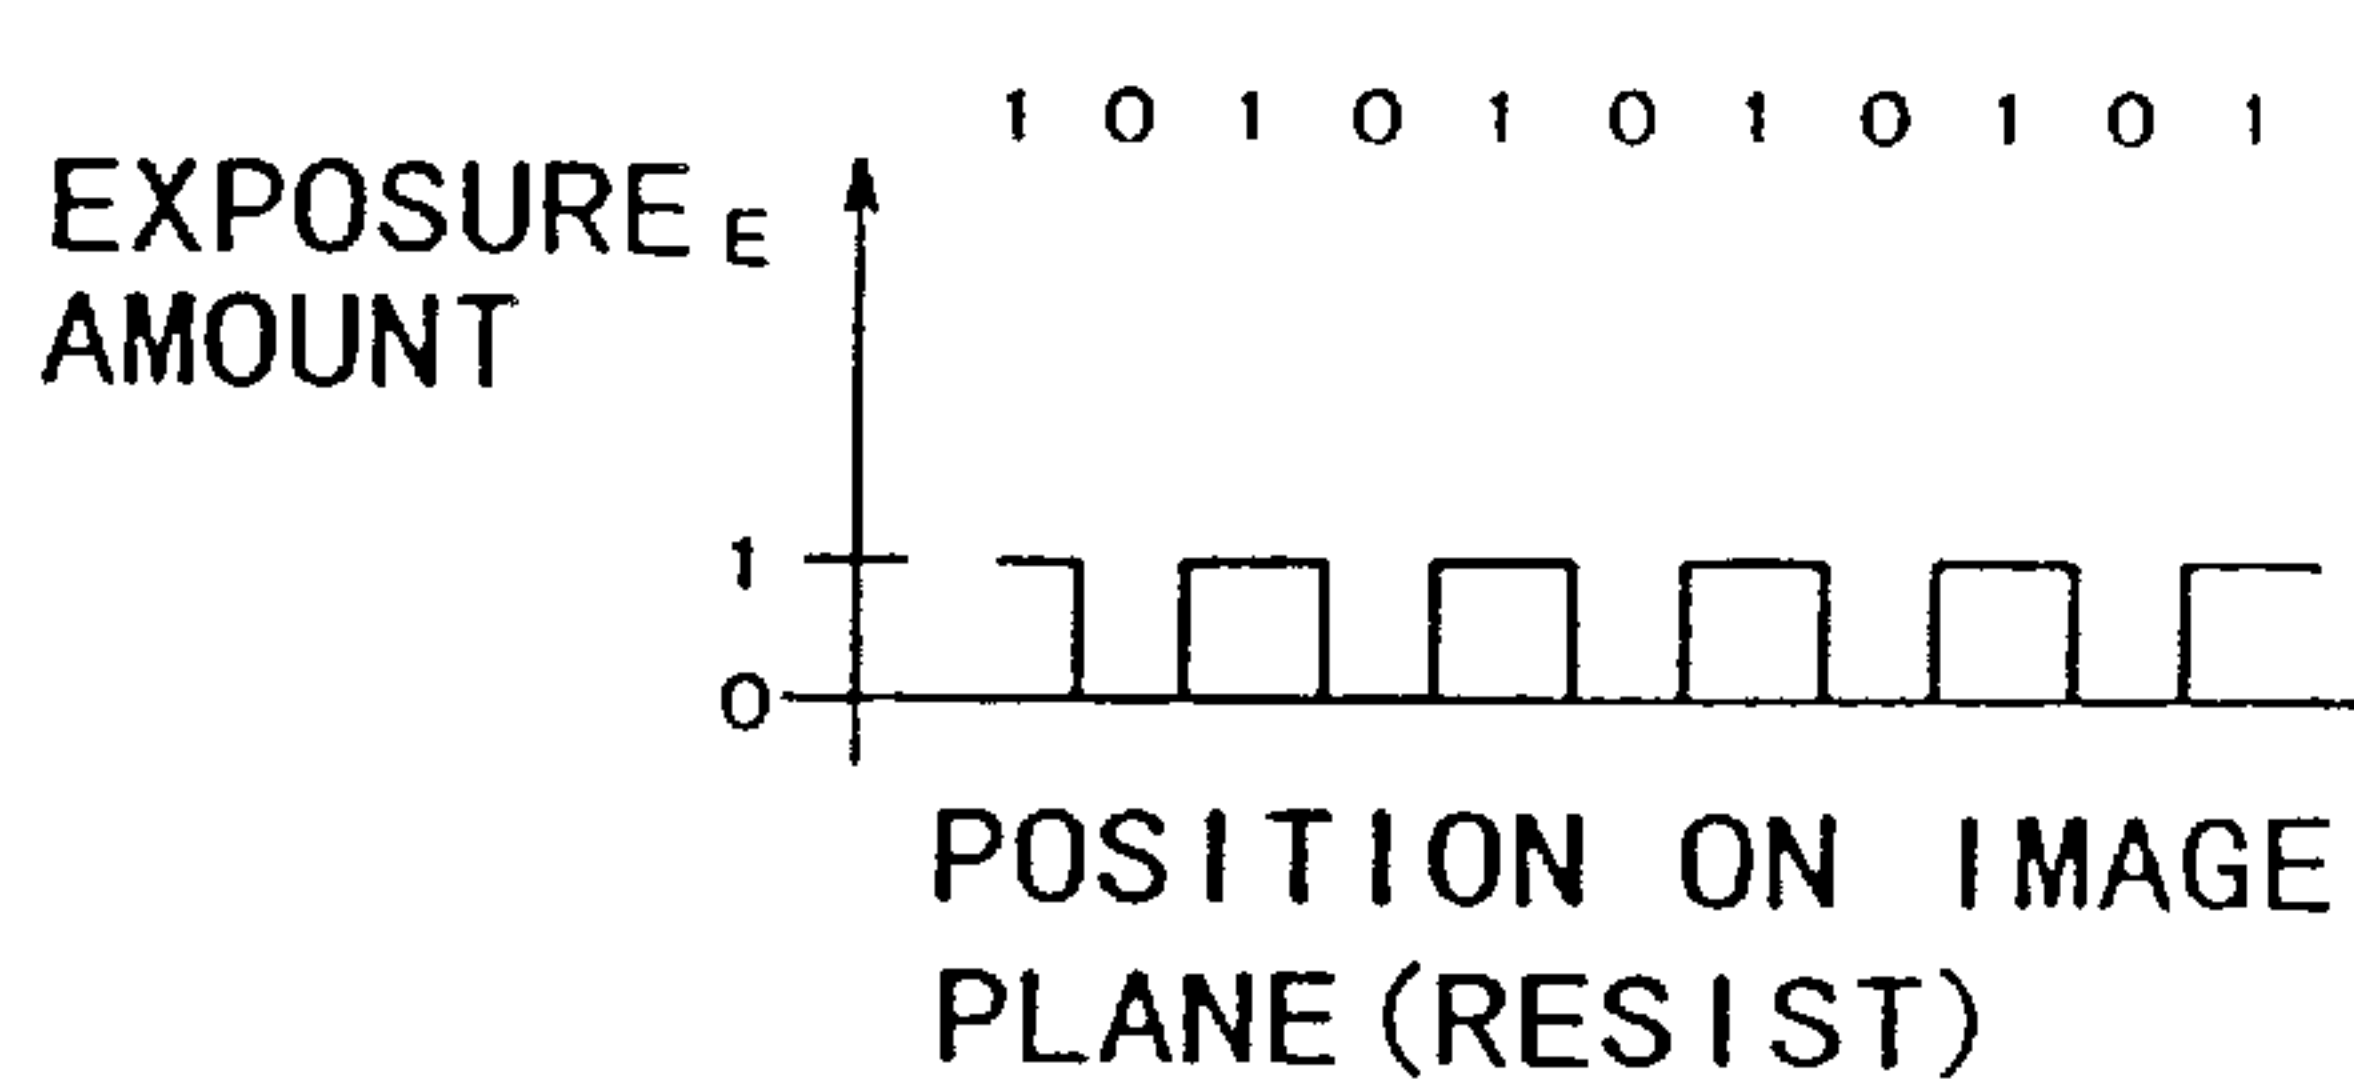 1 0 1 0 1 0 1 0 1 0 1
EXPOSURE E
AMOUNT
1
0
POSITION ON IMAGE
PLANE(RESIST)